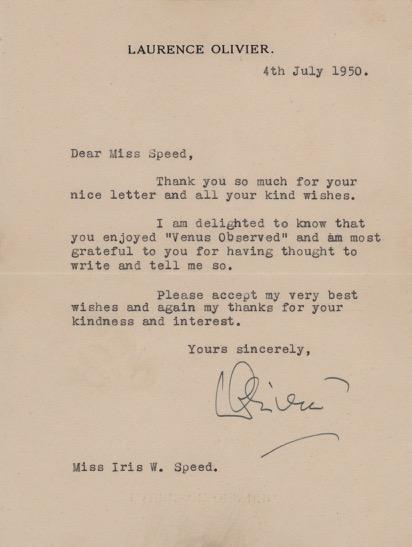 LAURENCE OLIVIER.
4th July 1950.
Dear Miss Speed,
Thank you so much for your
nice letter and all your kind wishes.
I am delighted to know that
you enjoyed "Venus Observed" and am most
grateful to you for having thought to
write and tell me so.
Please accept my very best
wishes and again my thanks for your
kindness and interest.
Yours sincerely,
LOlivier
Miss Iris W. Speed.